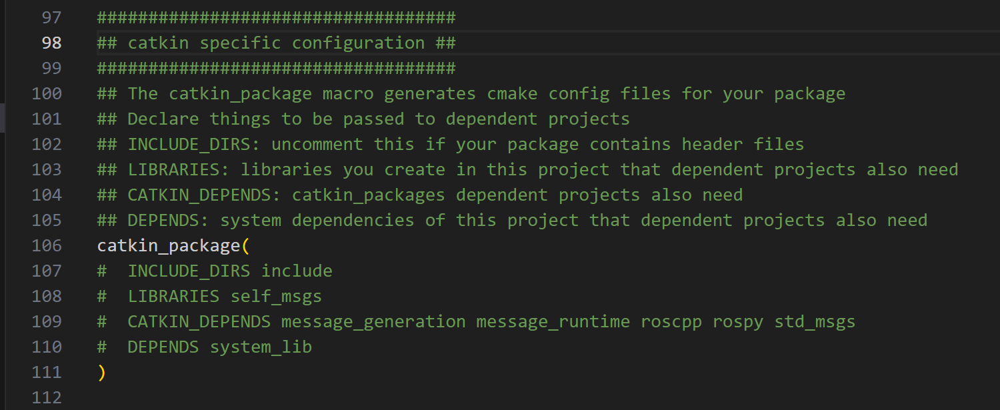 97 ###################################
98 ## catkin specific configuration ##
99 ###################################
100 ## The catkin_package macro generates cmake config files for your package
101 ## Declare things to be passed to dependent projects
102 ## INCLUDE_DIRS: uncomment this if your package contains header files
103 ## LIBRARIES: libraries you create in this project that dependent projects also need
104 ## CATKIN_DEPENDS: catkin_packages dependent projects also need
105 ## DEPENDS: system dependencies of this project that dependent projects also need
106 catkin_package(
107 #  INCLUDE_DIRS include
108 #  LIBRARIES self_msgs
109 #  CATKIN_DEPENDS message_generation message_runtime roscpp rospy std_msgs
110 #  DEPENDS system_lib
111 )
112